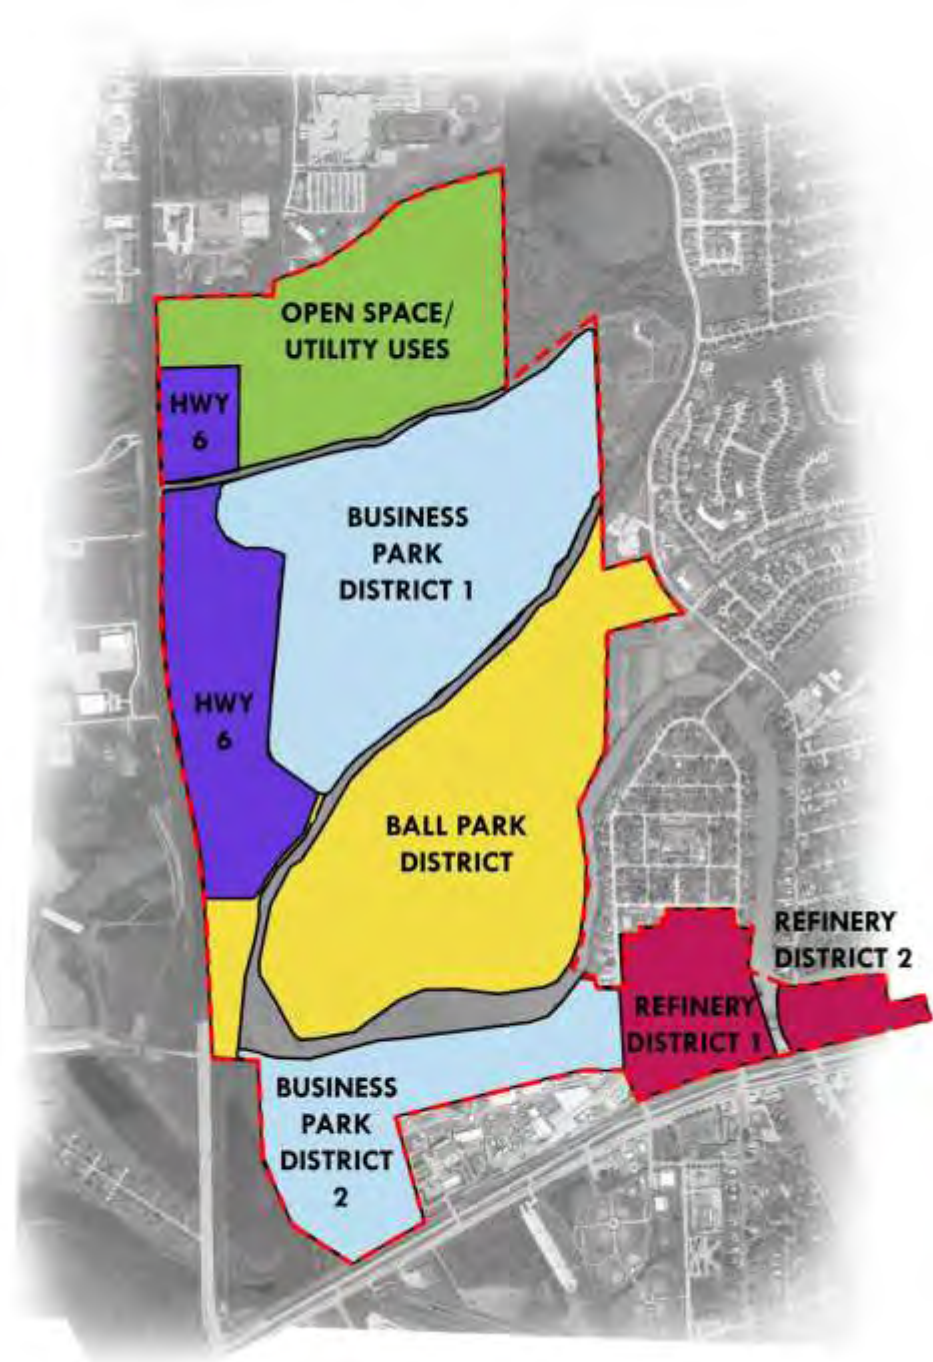 OPEN SPACE/
UTILITY USES
HWY
6
BUSINESS
PARK
DISTRICT 1
HWY
6
BALL PARK
DISTRICT
REFINERY
DISTRICT 2
REFINERY
DISTRICT 1
BUSINESS
PARK
DISTRICT
2